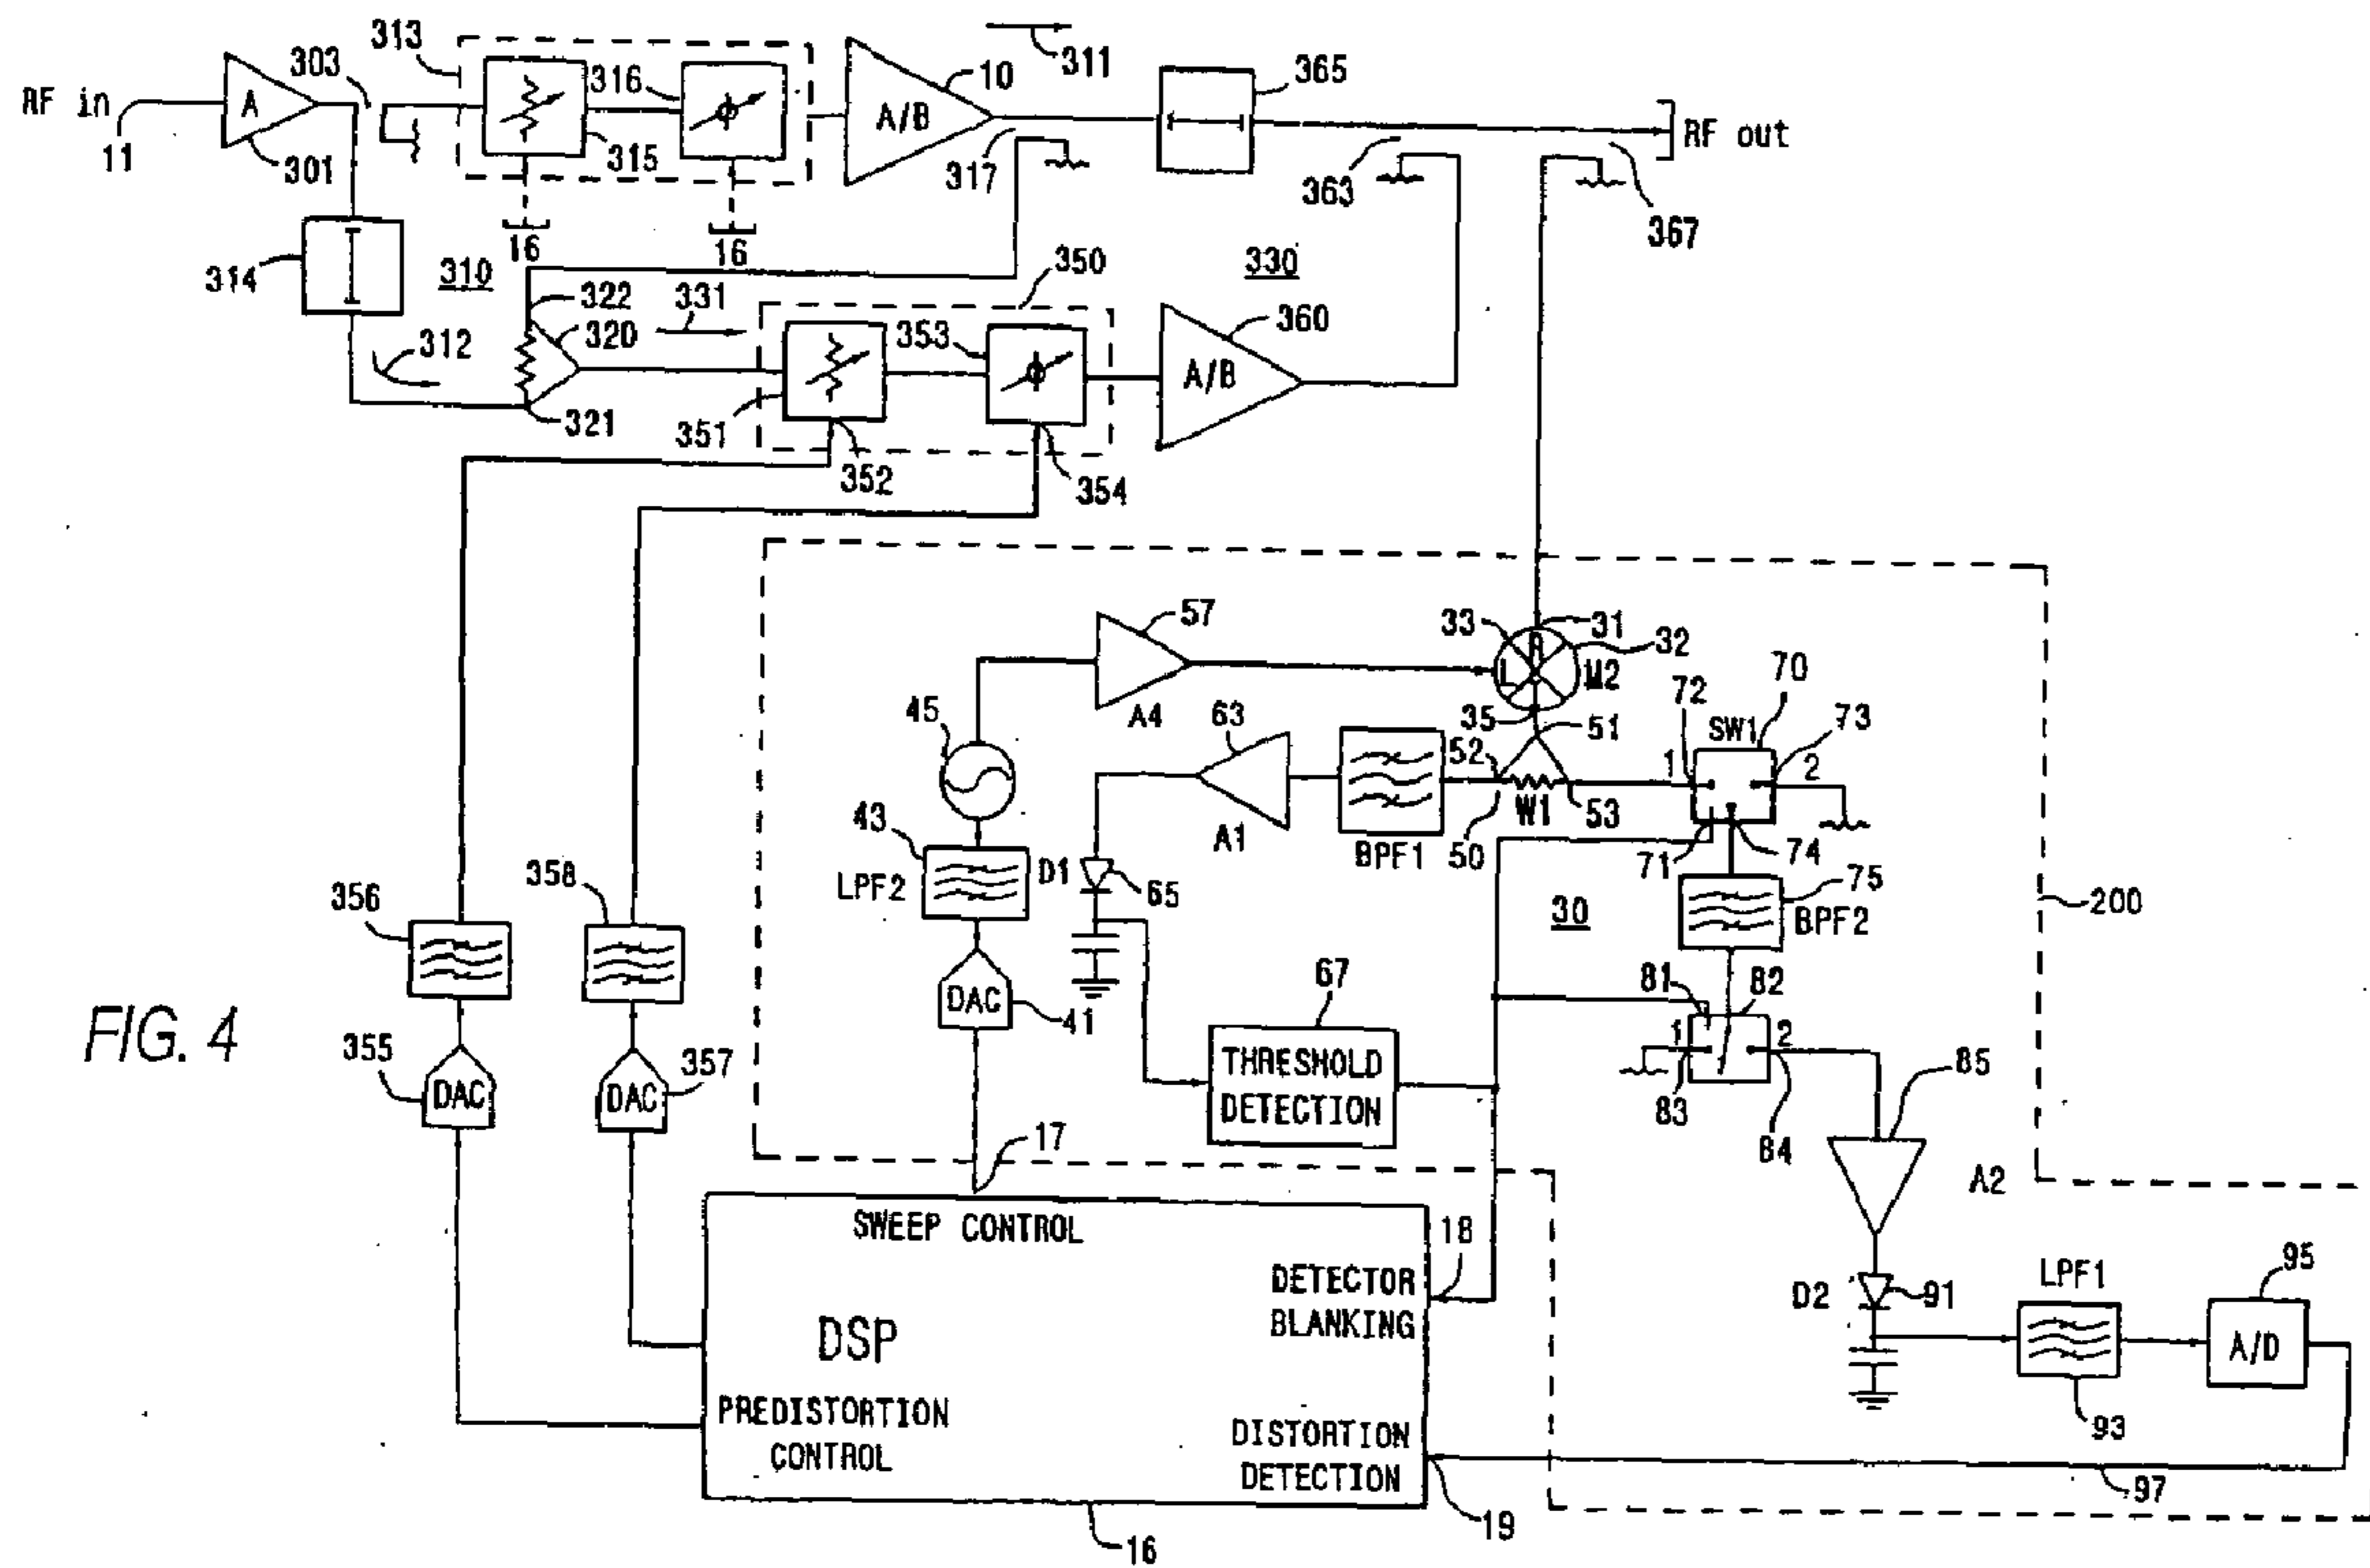 311
313
303
316
10
365
RF in
A
A/B
RF out
11
301
315
317
363
367
16
16
314
310
322
350
330
331
320
353
360
312
A/B
321
351
352
354
57
33
31
R
32
L
M2
70
72
73
45
A4
63
35
51
SW1
52
1
2
W1
53
43
A1
BPF1
50
71
74
358
LPF2
D1
65
75
356
30
BPF2
200
67
81
82
DAC
41
1
2
FIG. 4
355
DAC
DAC
357
THRESHOLD
DETECTION
83
84
85
17
A2
SWEEP CONTROL
18
DETECTOR
BLANKING
LPF1
95
D2
91
DSP
A/D
PREDISTORTION
CONTROL
DISTORTION
DETECTION
93
97
19
16